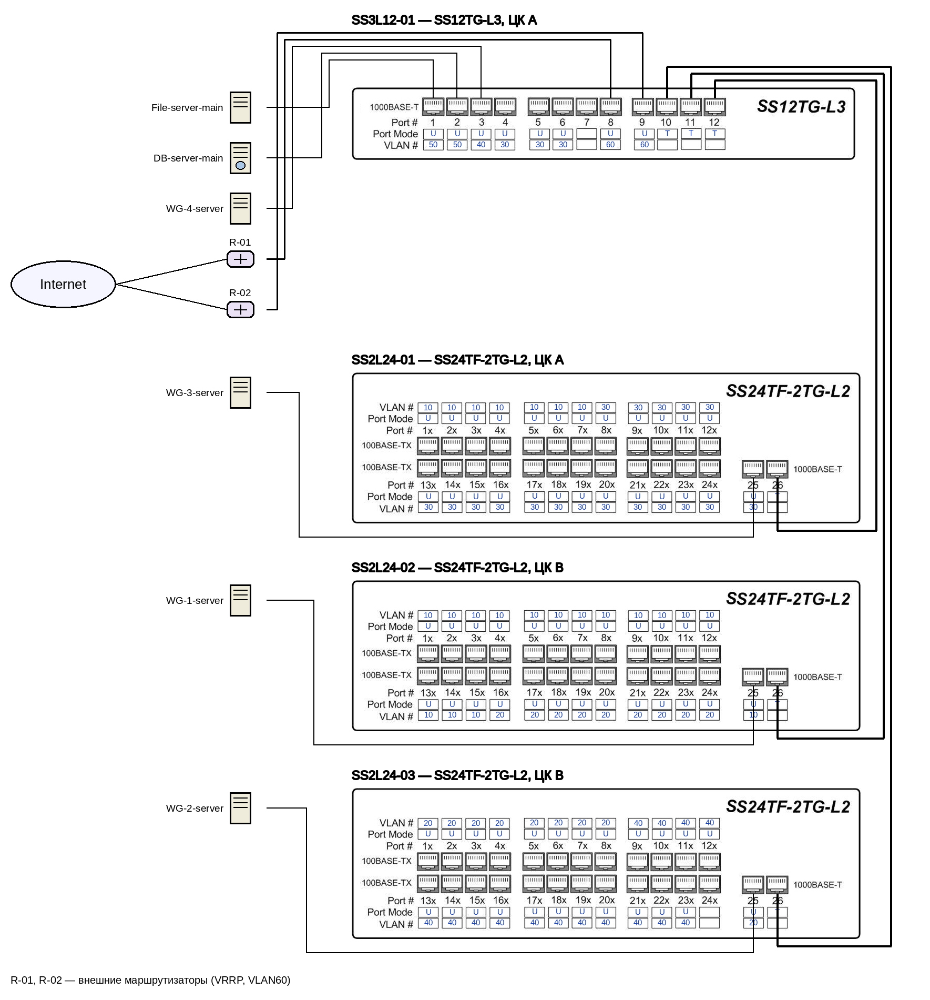 SS3L12-01 — SS12TG-L3, ЦК A
File-server-main
1000BASE-T
SS12TG-L3
Port # 1 2 3 4 5 6 7 8 9 10 11 12
Port Mode U U U U U U U U T T T
VLAN # 50 50 40 30 30 30 60 60
DB-server-main
WG-4-server
R-01
Internet
R-02
SS2L24-01 — SS24TF-2TG-L2, ЦК A
WG-3-server
SS24TF-2TG-L2
VLAN # 10 10 10 10 10 10 10 30 30 30 30 30
Port Mode U U U U U U U U U U U U
Port # 1x 2x 3x 4x 5x 6x 7x 8x 9x 10x 11x 12x
100BASE-TX
100BASE-TX 1000BASE-T
Port # 13x 14x 15x 16x 17x 18x 19x 20x 21x 22x 23x 24x 25 26
Port Mode U U U U U U U U U U U U U T
VLAN # 30 30 30 30 30 30 30 30 30 30 30 30 30
SS2L24-02 — SS24TF-2TG-L2, ЦК B
WG-1-server
SS24TF-2TG-L2
VLAN # 10 10 10 10 10 10 10 10 10 10 10 10
Port Mode U U U U U U U U U U U U
Port # 1x 2x 3x 4x 5x 6x 7x 8x 9x 10x 11x 12x
100BASE-TX
100BASE-TX 1000BASE-T
Port # 13x 14x 15x 16x 17x 18x 19x 20x 21x 22x 23x 24x 25 26
Port Mode U U U U U U U U U U U U U T
VLAN # 10 10 10 20 20 20 20 20 20 20 20 20 10
SS2L24-03 — SS24TF-2TG-L2, ЦК B
WG-2-server
SS24TF-2TG-L2
VLAN # 20 20 20 20 20 20 20 20 40 40 40 40
Port Mode U U U U U U U U U U U U
Port # 1x 2x 3x 4x 5x 6x 7x 8x 9x 10x 11x 12x
100BASE-TX
100BASE-TX 1000BASE-T
Port # 13x 14x 15x 16x 17x 18x 19x 20x 21x 22x 23x 24x 25 26
Port Mode U U U U U U U U U U U U T
VLAN # 40 40 40 40 40 40 40 40 40 40 40 20
R-01, R-02 — внешние маршрутизаторы (VRRP, VLAN60)